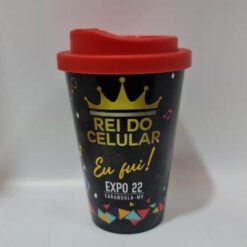 REI DO
CELULAR
Eu fui!
EXPO 22
CARANGOLA-MG